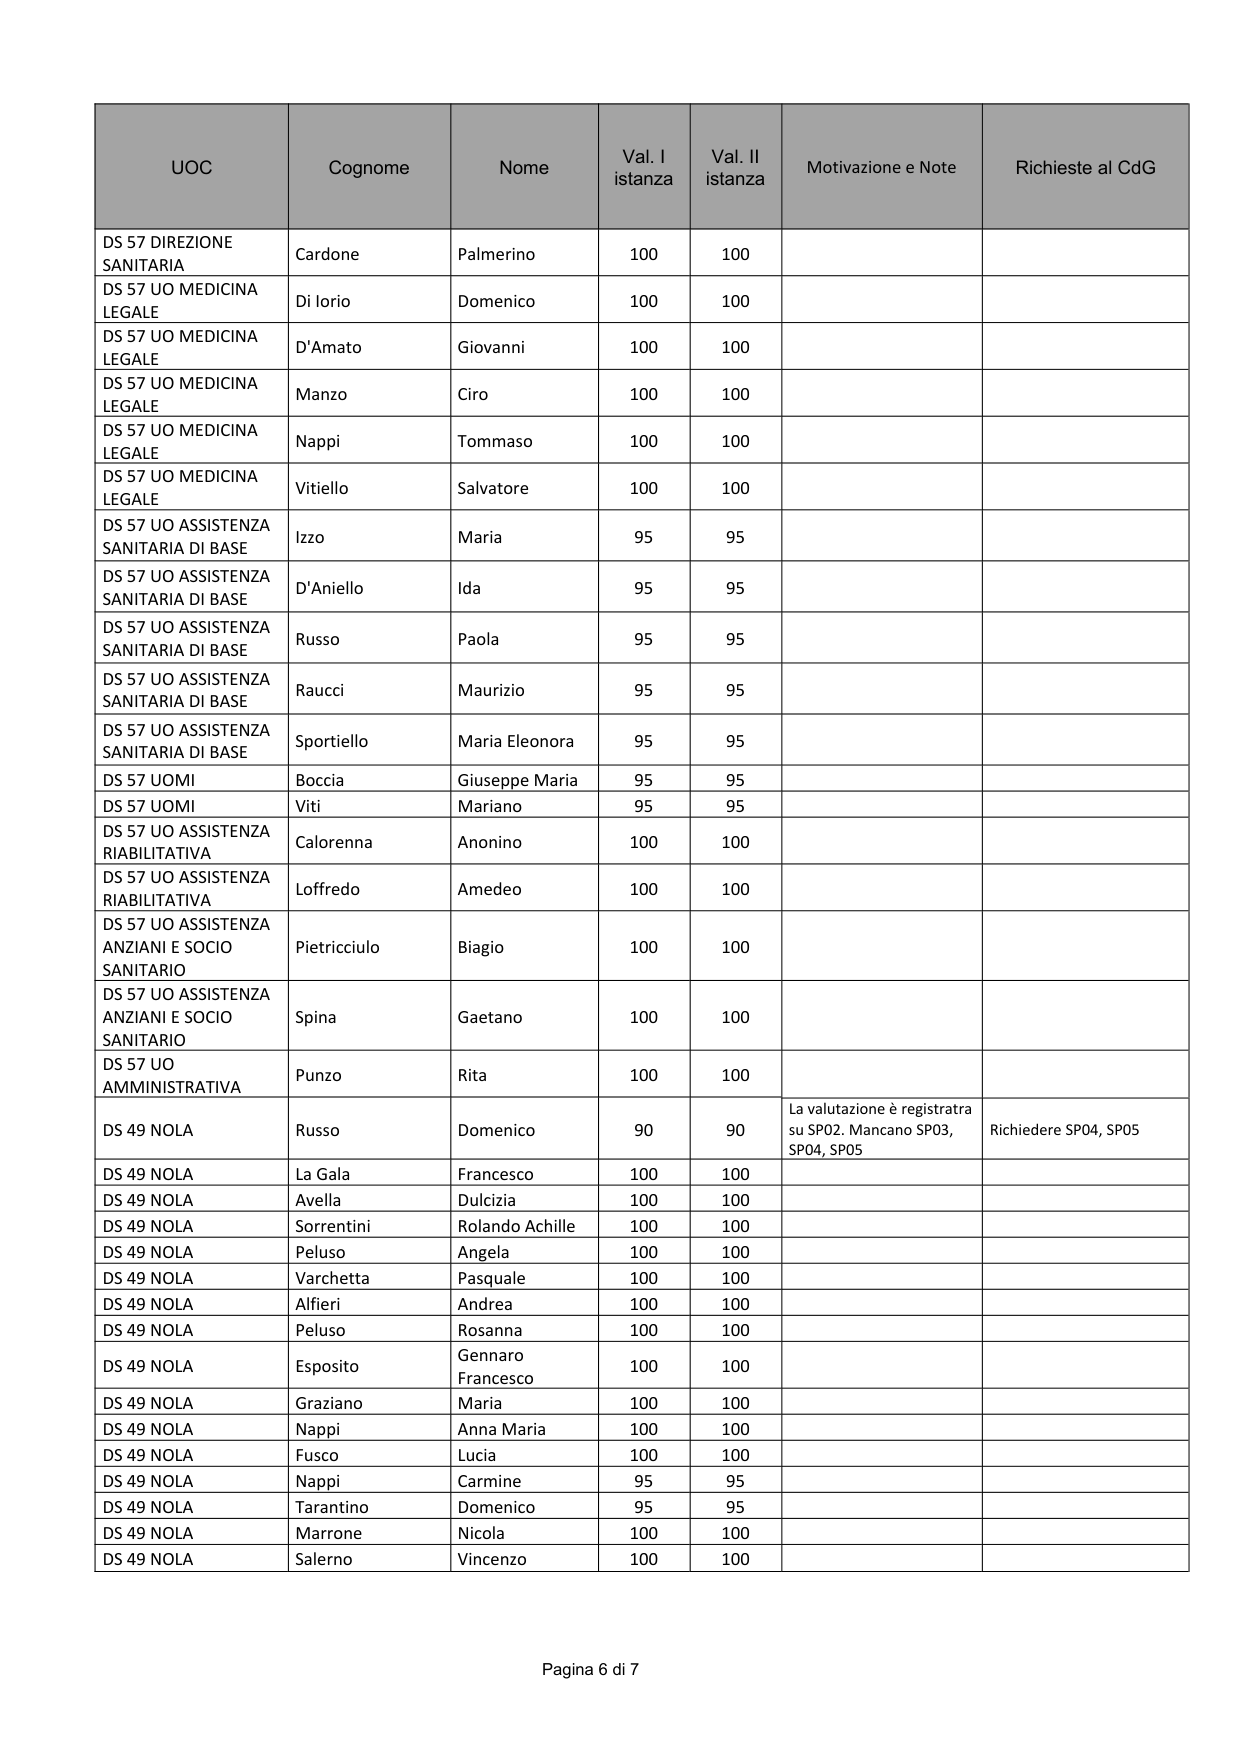 UOC Cognome Nome Val. I istanza Val. II istanza Motivazione e Note Richieste al CdG
DS 57 DIREZIONE SANITARIA Cardone Palmerino 100 100
DS 57 UO MEDICINA LEGALE Di Iorio Domenico 100 100
DS 57 UO MEDICINA LEGALE D'Amato Giovanni 100 100
DS 57 UO MEDICINA LEGALE Manzo Ciro 100 100
DS 57 UO MEDICINA LEGALE Nappi Tommaso 100 100
DS 57 UO MEDICINA LEGALE Vitiello Salvatore 100 100
DS 57 UO ASSISTENZA SANITARIA DI BASE Izzo Maria 95 95
DS 57 UO ASSISTENZA SANITARIA DI BASE D'Aniello Ida 95 95
DS 57 UO ASSISTENZA SANITARIA DI BASE Russo Paola 95 95
DS 57 UO ASSISTENZA SANITARIA DI BASE Raucci Maurizio 95 95
DS 57 UO ASSISTENZA SANITARIA DI BASE Sportiello Maria Eleonora 95 95
DS 57 UOMI Boccia Giuseppe Maria 95 95
DS 57 UOMI Viti Mariano 95 95
DS 57 UO ASSISTENZA RIABILITATIVA Calorenna Anonino 100 100
DS 57 UO ASSISTENZA RIABILITATIVA Loffredo Amedeo 100 100
DS 57 UO ASSISTENZA ANZIANI E SOCIO SANITARIO Pietricciulo Biagio 100 100
DS 57 UO ASSISTENZA ANZIANI E SOCIO SANITARIO Spina Gaetano 100 100
DS 57 UO AMMINISTRATIVA Punzo Rita 100 100
DS 49 NOLA Russo Domenico 90 90 La valutazione è registratra su SP02. Mancano SP03, SP04, SP05 Richiedere SP04, SP05
DS 49 NOLA La Gala Francesco 100 100
DS 49 NOLA Avella Dulcizia 100 100
DS 49 NOLA Sorrentini Rolando Achille 100 100
DS 49 NOLA Peluso Angela 100 100
DS 49 NOLA Varchetta Pasquale 100 100
DS 49 NOLA Alfieri Andrea 100 100
DS 49 NOLA Peluso Rosanna 100 100
DS 49 NOLA Esposito Gennaro Francesco 100 100
DS 49 NOLA Graziano Maria 100 100
DS 49 NOLA Nappi Anna Maria 100 100
DS 49 NOLA Fusco Lucia 100 100
DS 49 NOLA Nappi Carmine 95 95
DS 49 NOLA Tarantino Domenico 95 95
DS 49 NOLA Marrone Nicola 100 100
DS 49 NOLA Salerno Vincenzo 100 100
Pagina 6 di 7